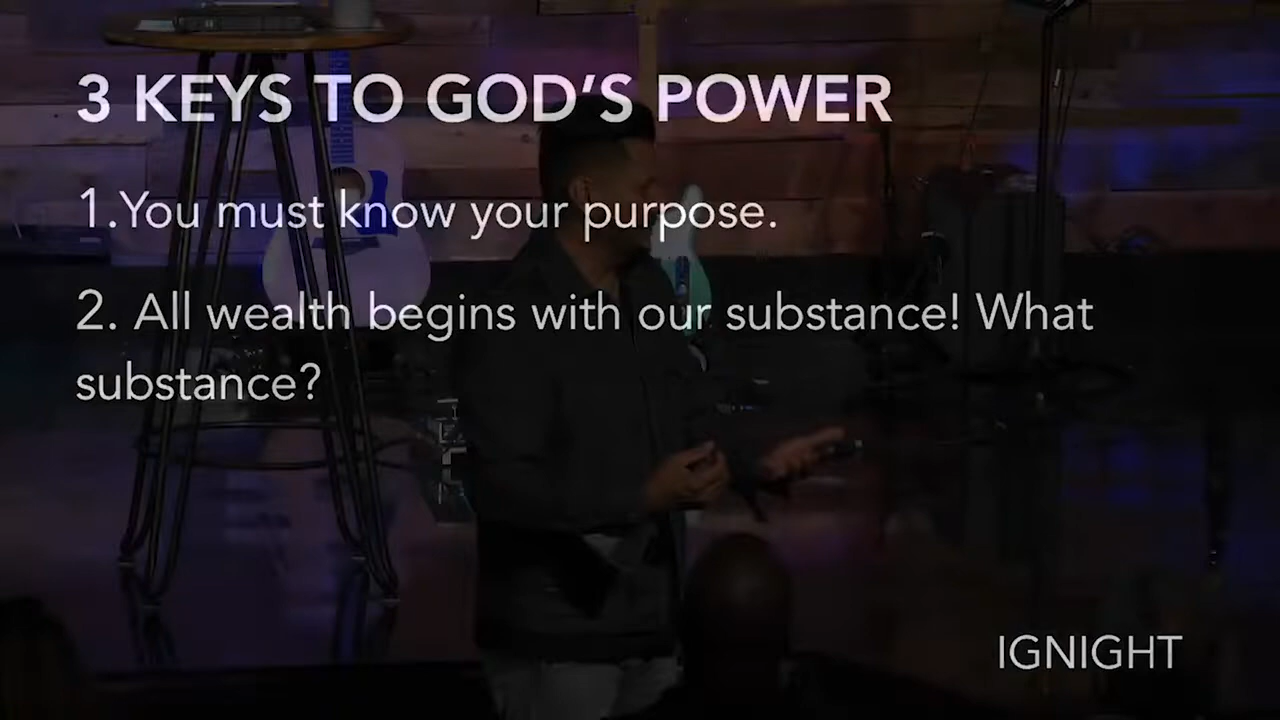 3 KEYS TO GOD'S POWER
1.You must know your purpose.
2. All wealth begins with our substance! What
substance?
IGNIGHT